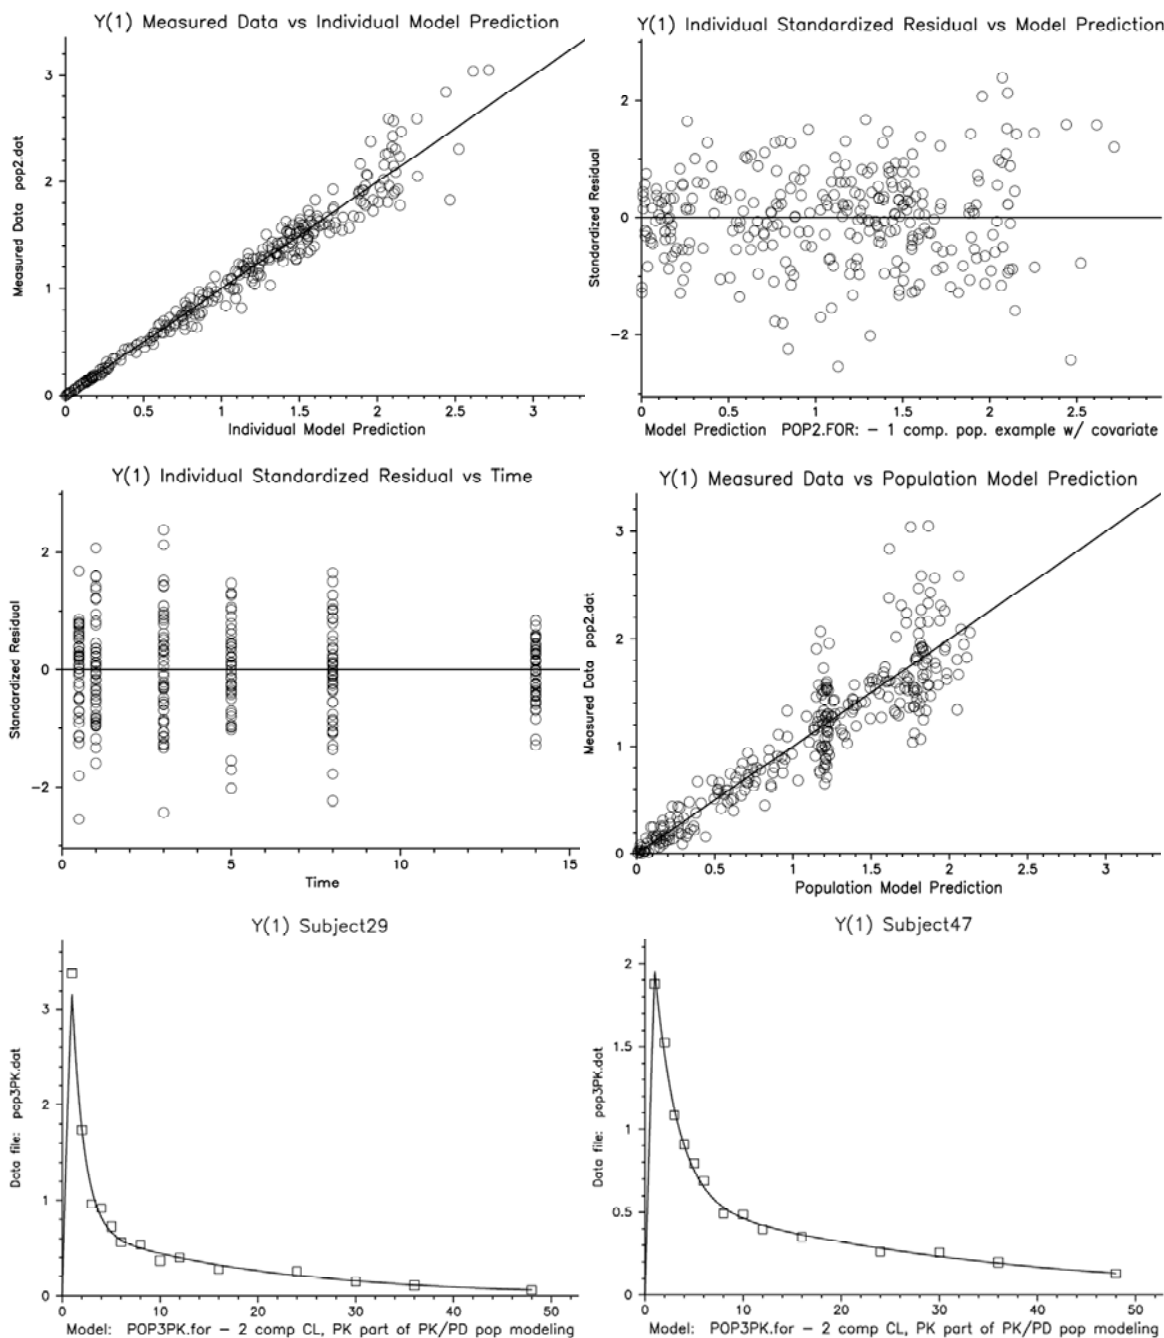 Y(1) Measured Data vs Individual Model Prediction
Measured Data pop2.dat
3
2
1
0
0 0.5 1 1.5 2 2.5 3
Individual Model Prediction
Y(1) Individual Standardized Residual vs Model Prediction
Standardized Residual
2
0
−2
0 0.5 1 1.5 2 2.5
Model Prediction POP2.FOR: − 1 comp. pop. example w/ covariate
Y(1) Individual Standardized Residual vs Time
Standardized Residual
2
0
−2
0 5 10 15
Time
Y(1) Measured Data vs Population Model Prediction
Measured Data pop2.dat
3
2
1
0
0 0.5 1 1.5 2 2.5 3
Population Model Prediction
Y(1) Subject29
Data file: pop3PK.dat
3
2
1
0
0 10 20 30 40 50
Model: POP3PK.for − 2 comp CL, PK part of PK/PD pop modeling
Y(1) Subject47
Data file: pop3PK.dat
2
1.5
1
0.5
0
0 10 20 30 40 50
Model: POP3PK.for − 2 comp CL, PK part of PK/PD pop modeling